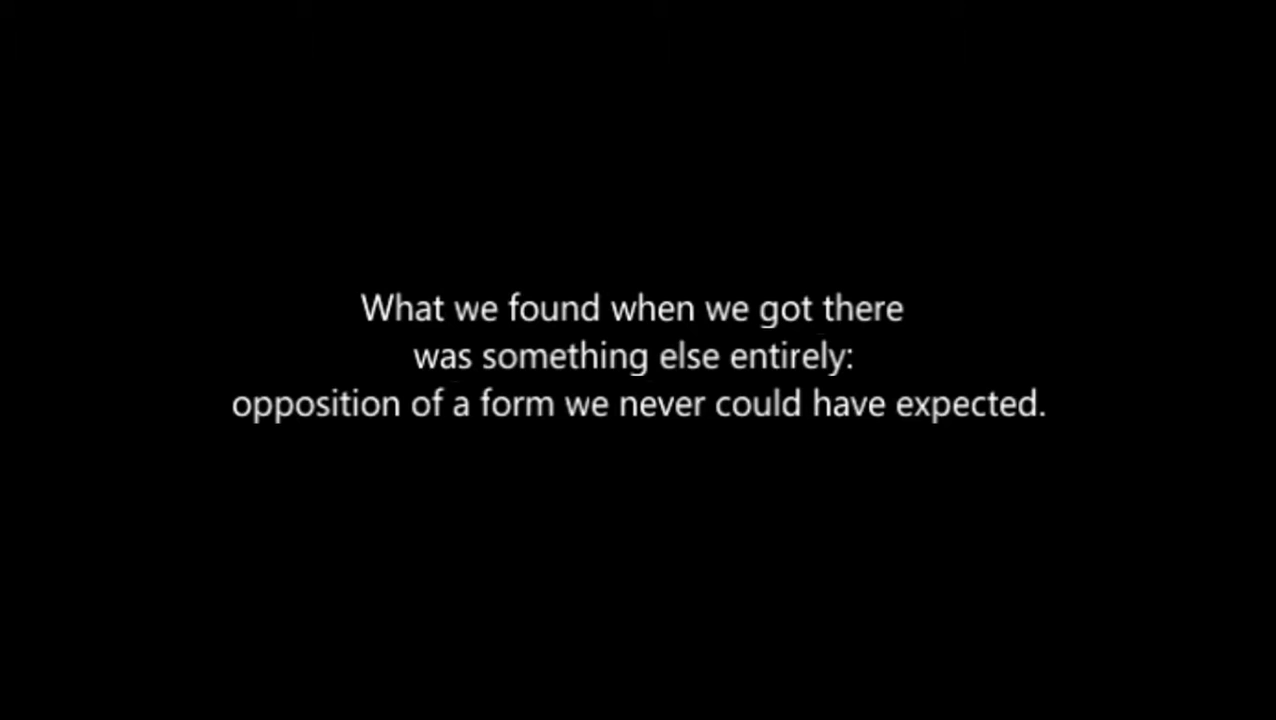 What we found when we got there
was something else entirely:
opposition of a form we never could have expected.